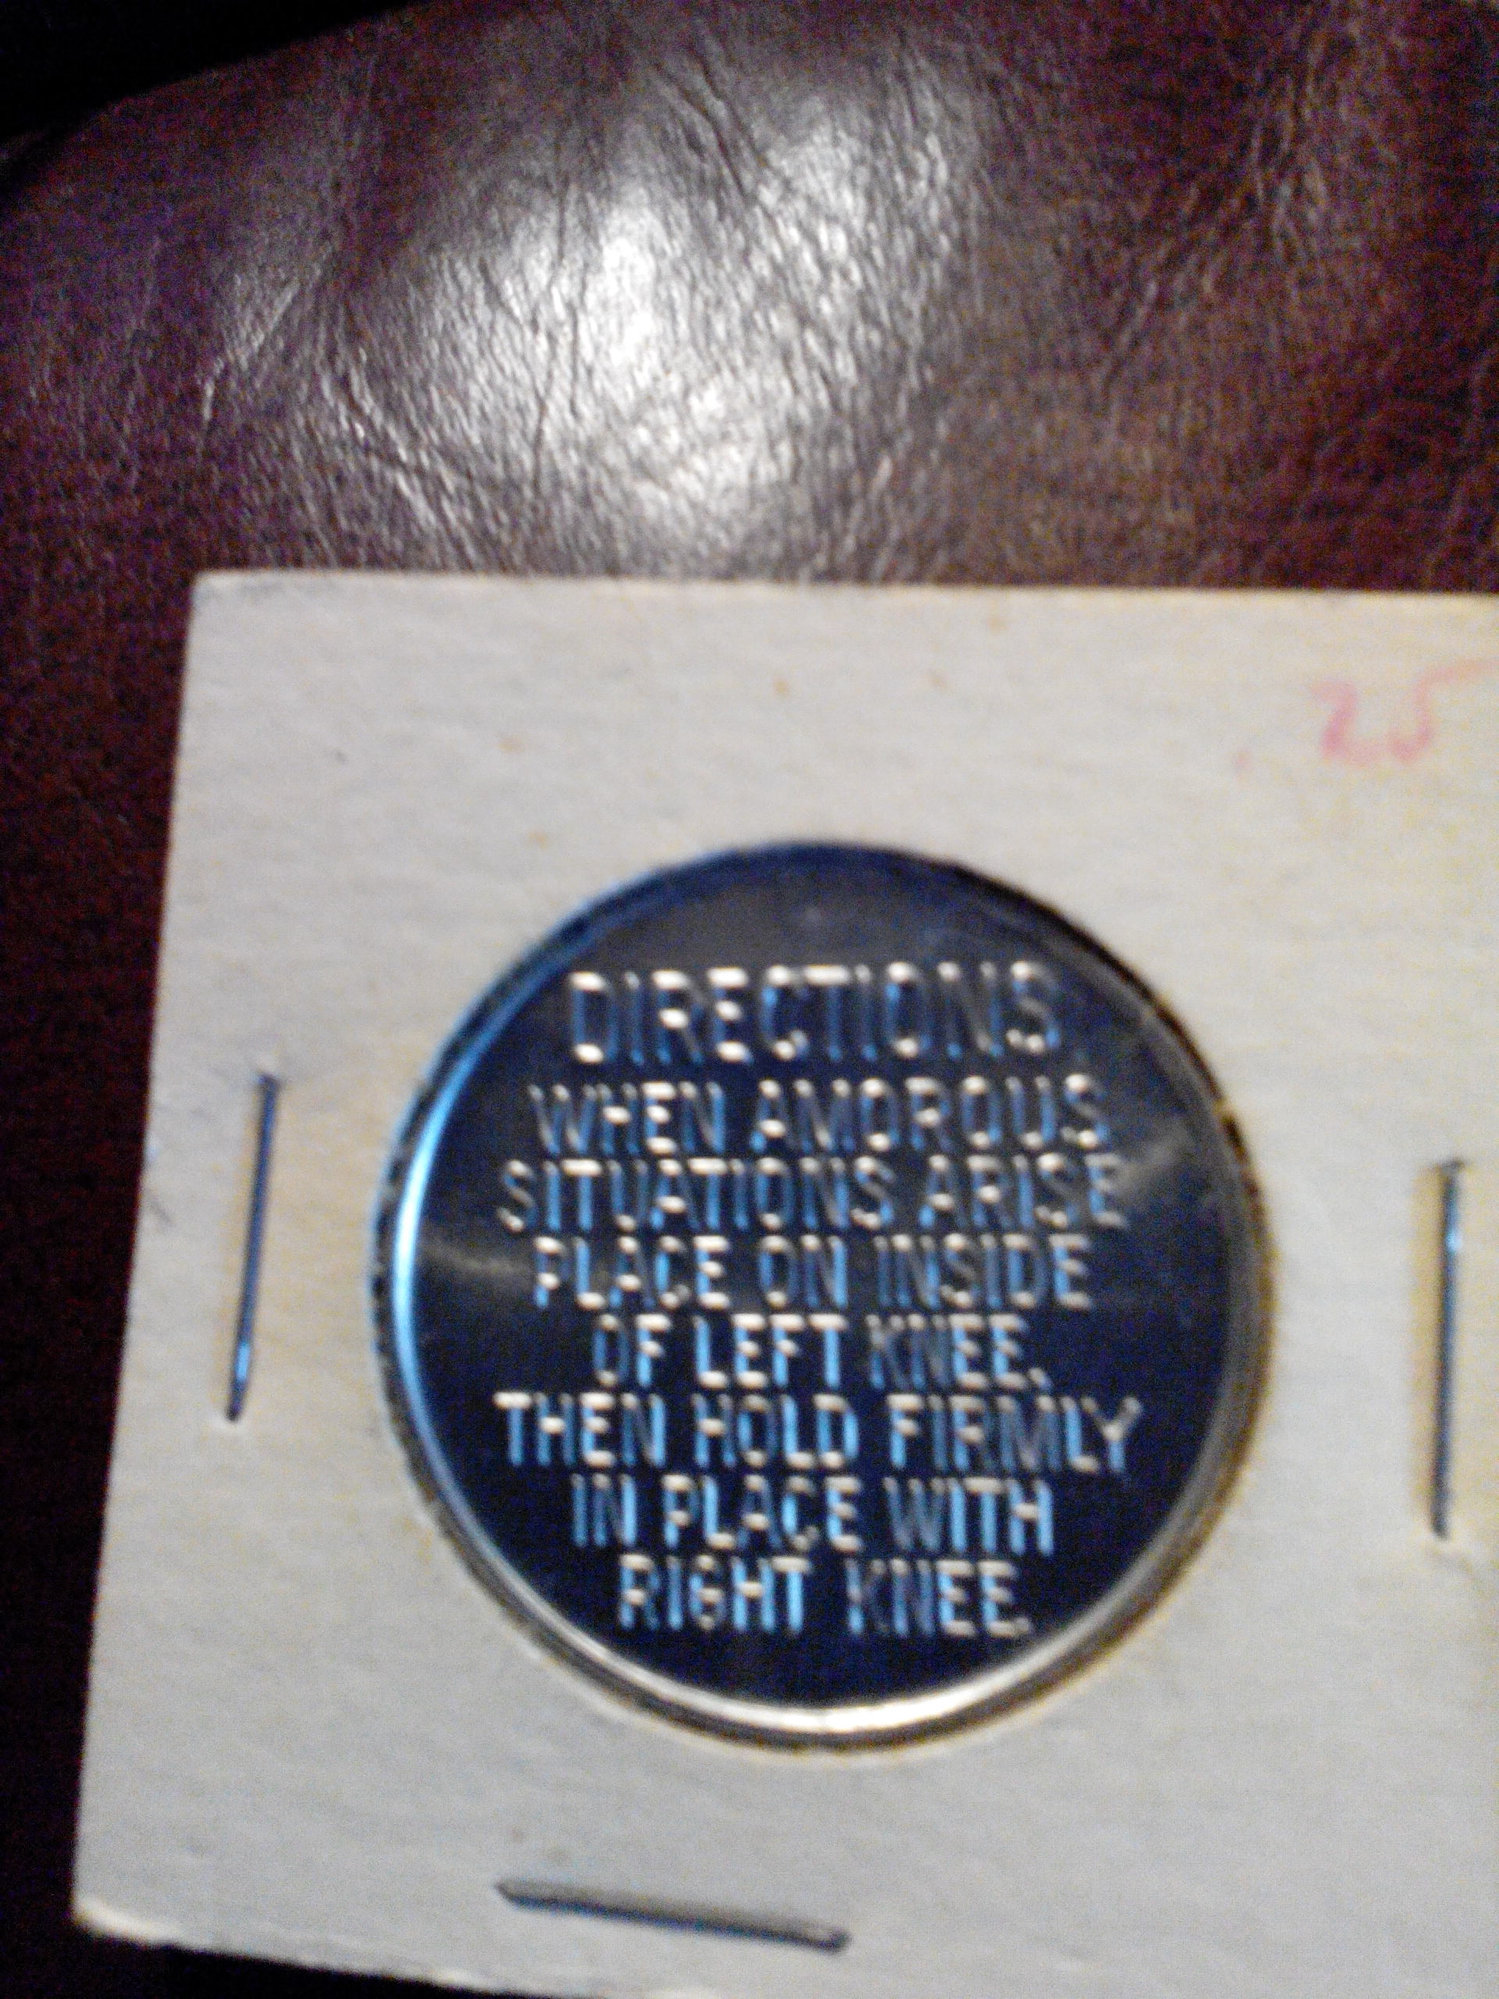 .25
DIRECTIONS
WHEN AMOROUS
SITUATIONS ARISE
PLACE ON INSIDE
OF LEFT KNEE.
THEN HOLD FIRMLY
IN PLACE WITH
RIGHT KNEE.